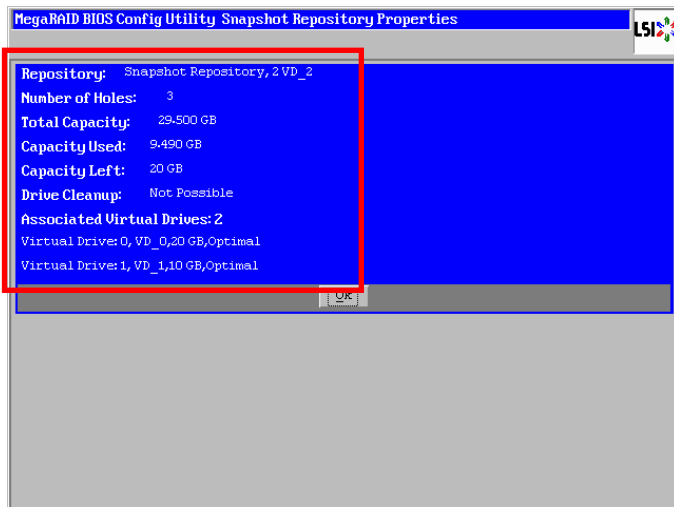 MegaRAID BIOS Config Utility Snapshot Repository Properties
LSI
Repository: Snapshot Repository, 2 VD_2
Number of Holes: 3
Total Capacity: 29.500 GB
Capacity Used: 9.490 GB
Capacity Left: 20 GB
Drive Cleanup: Not Possible
Associated Virtual Drives: 2
Virtual Drive: 0, VD_0,20 GB,Optimal
Virtual Drive: 1, VD_1,10 GB,Optimal
OK